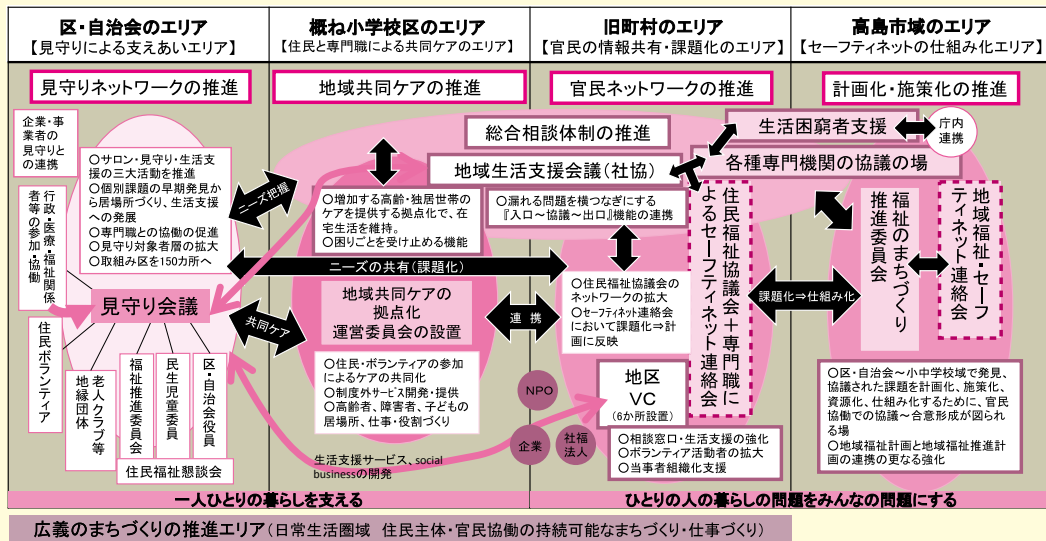 区・自治会のエリア
【見守りによる支えあいエリア】
概ね小学校区のエリア
【住民と専門職による共同ケアのエリア】
旧町村のエリア
【官民の情報共有・課題化のエリア】
高島市域のエリア
【セーフティネットの仕組み化エリア】
見守りネットワークの推進
地域共同ケアの推進
官民ネットワークの推進
計画化・施策化の推進
企業・事
業者の
見守りと
の連携
○サロン・見守り・生活支
援の三大活動を推進
○個別課題の早期発見か
ら居場所づくり、生活支援
への発展
○専門職との協働の促進
○見守り対象者層の拡大
○取組み区を150カ所へ
行政・医療・福祉関係
者等の参加・協働
見守り会議
住民ボランティア
老人クラブ等
地縁団体
福祉推進委員会
民生児童委員
区・自治会役員
住民福祉懇談会
ニーズ把握
ニーズの共有(課題化)
共同ケア
総合相談体制の推進
地域生活支援会議(社協)
○増加する高齢・独居世帯の
ケアを提供する拠点化で、在
宅生活を維持。
○困りごとを受け止める機能
○漏れる問題を横つなぎにする
『入口～協議～出口』機能の連携
地域共同ケアの
拠点化
運営委員会の設置
○住民・ボランティアの参加
によるケアの共同化
○制度外サービス開発・提供
○高齢者、障害者、子どもの
居場所、仕事・役割づくり
連 携
生活支援サービス、social
businessの開発
NPO
企業
社福
法人
○住民福祉協議会の
ネットワークの拡大
○セーフティネット連絡会
において課題化⇒計
画に反映
地区
VC
(6か所設置)
○相談窓口・生活支援の強化
○ボランティア活動者の拡大
○当事者組織化支援
住民福祉協議会＋専門職に
よるセーフティネット連絡会
生活困窮者支援
庁内
連携
各種専門機関の協議の場
課題化⇒仕組み化
福祉のまちづくり
推進委員会
地域福祉・セーフ
ティネット連絡会
○区・自治会～小中学校域で発見、
協議された課題を計画化、施策化、
資源化、仕組み化するために、官民
協働での協議～合意形成が図られ
る場
○地域福祉計画と地域福祉推進計
画の連携の更なる強化
一人ひとりの暮らしを支える
ひとりの人の暮らしの問題をみんなの問題にする
広義のまちづくりの推進エリア(日常生活圏域 住民主体・官民協働の持続可能なまちづくり・仕事づくり)